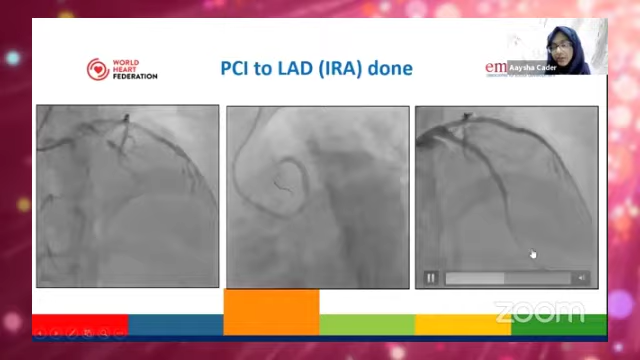 WORLD
HEART
FEDERATION
PCI to LAD (IRA) done
em
Aaysha Cader
zoom